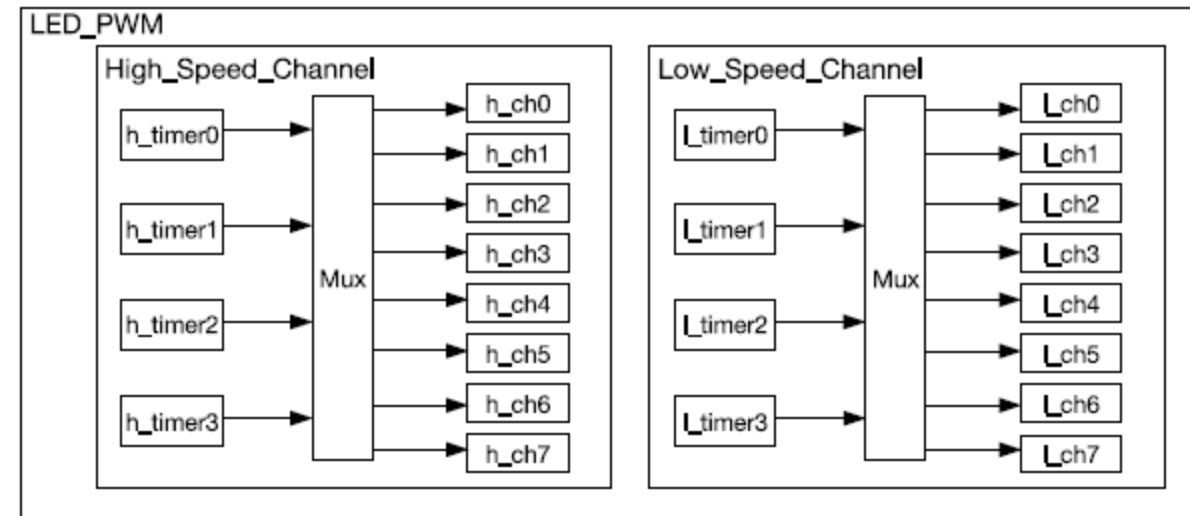 LED_PWM
High_Speed_Channel
h_timer0
h_timer1
h_timer2
h_timer3
Mux
h_ch0
h_ch1
h_ch2
h_ch3
h_ch4
h_ch5
h_ch6
h_ch7
Low_Speed_Channel
l_timer0
l_timer1
l_timer2
l_timer3
Mux
l_ch0
l_ch1
l_ch2
l_ch3
l_ch4
l_ch5
l_ch6
l_ch7